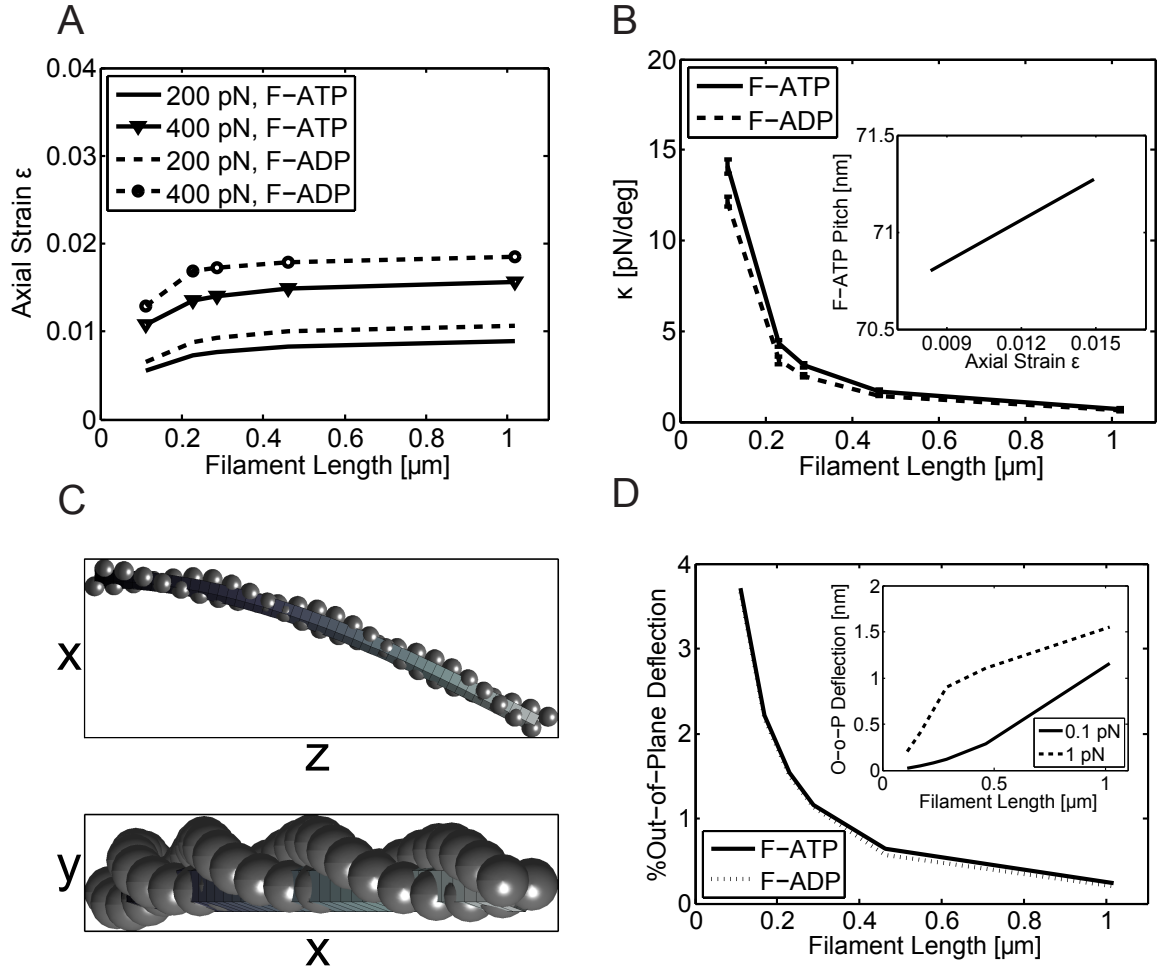 A
0.04
0.03
0.02
0.01
0
0 0.2 0.4 0.6 0.8 1
Axial Strain ε
Filament Length [μm]
200 pN, F−ATP
400 pN, F−ATP
200 pN, F−ADP
400 pN, F−ADP
B
20
15
10
5
0
0 0.2 0.4 0.6 0.8 1
κ [pN/deg]
Filament Length [μm]
F−ATP
F−ADP
71.5
71
70.5
0.009 0.012 0.015
F−ATP Pitch [nm]
Axial Strain ε
C
x
z
y
x
D
4
3
2
1
0
0 0.2 0.4 0.6 0.8 1
%Out−of−Plane Deflection
Filament Length [μm]
F−ATP
F−ADP
2
1.5
1
0.5
0
0 0.5 1
O−o−P Deflection [nm]
Filament Length [μm]
0.1 pN
1 pN